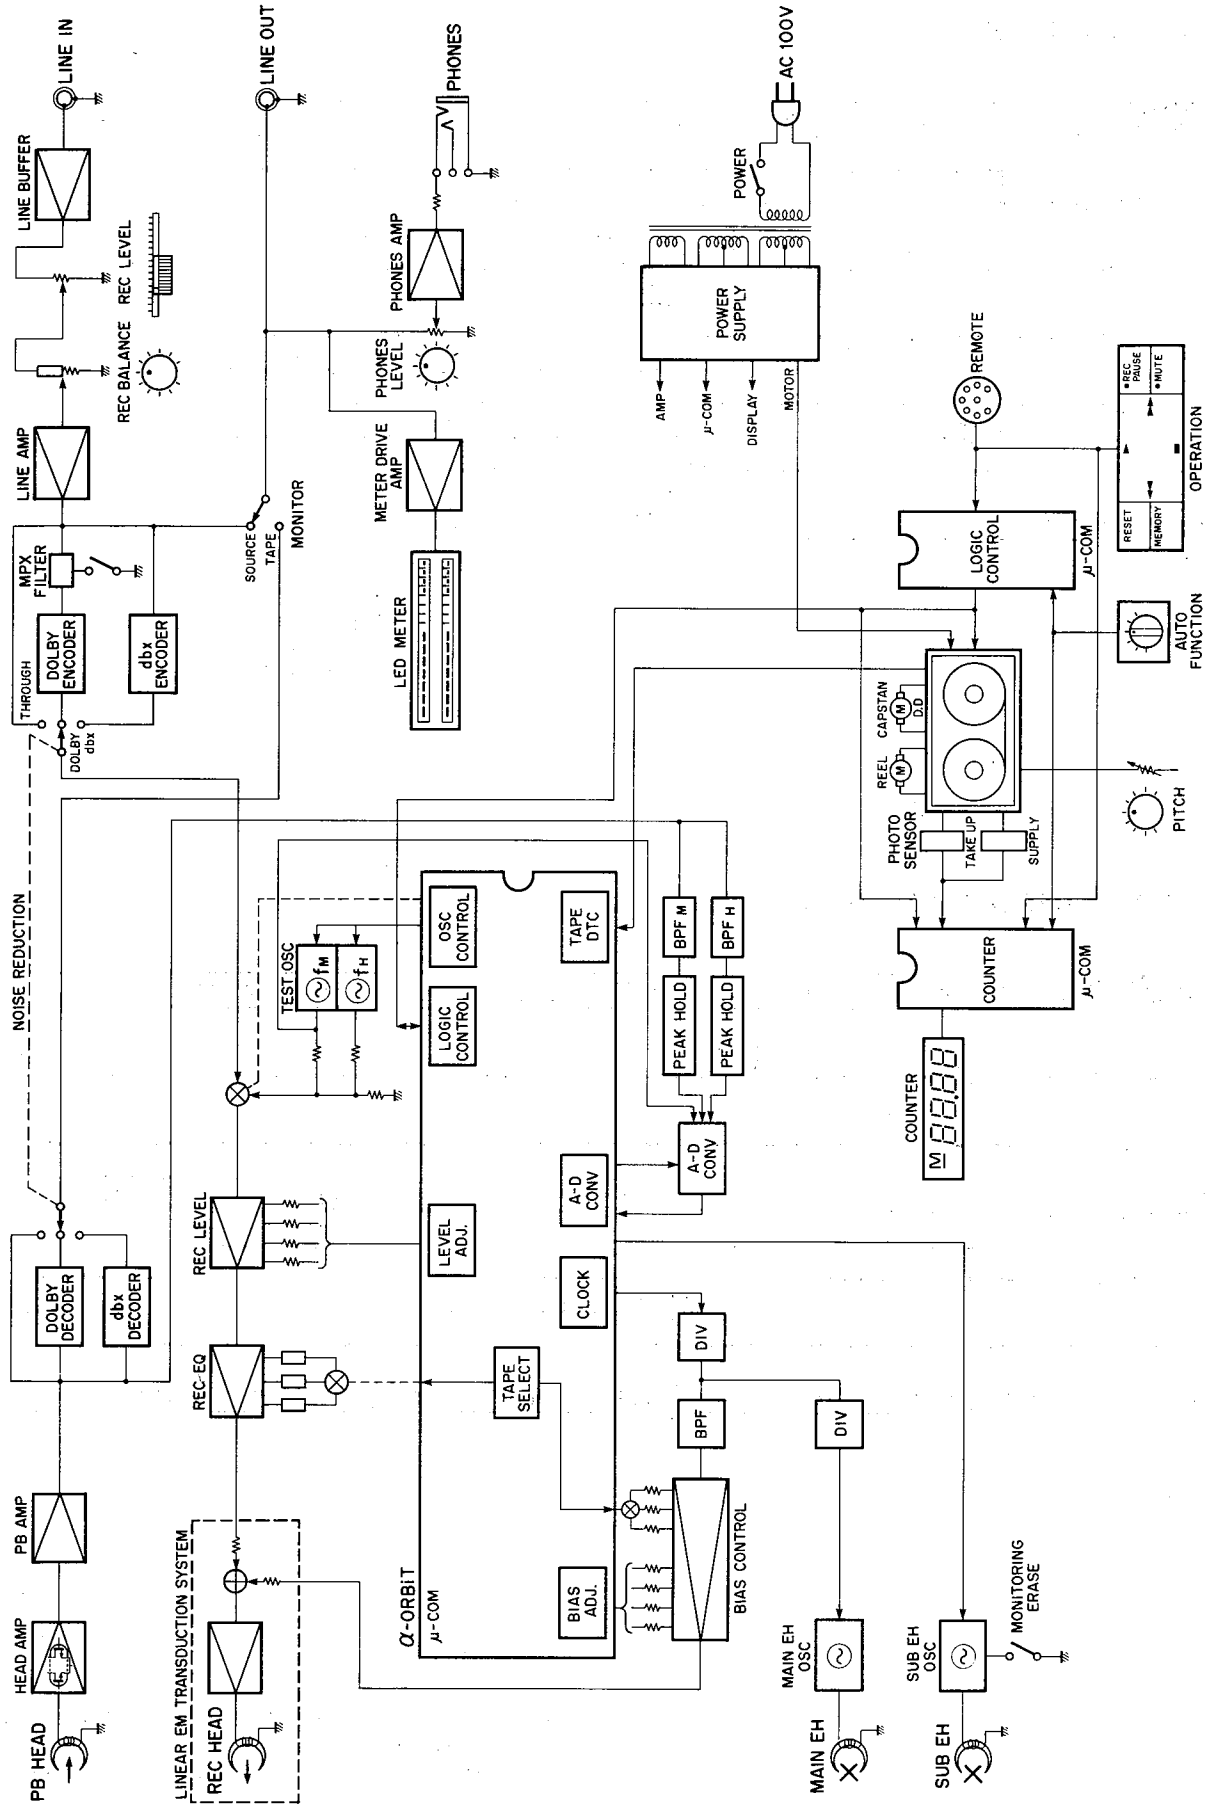 PB HEAD
HEAD AMP
PB AMP
DOLBY
DECODER
dbx
DECODER
NOISE REDUCTION
DOLBY
dbx
THROUGH
DOLBY
ENCODER
dbx
ENCODER
MPX
FILTER
LINE AMP
REC BALANCE
REC LEVEL
LINE BUFFER
LINE IN
LINE OUT
SOURCE
TAPE
MONITOR
LINEAR EM TRANSDUCTION SYSTEM
REC HEAD
REC EQ
REC LEVEL
TEST OSC
fM
fH
LED METER
METER DRIVE
AMP
PHONES
LEVEL
PHONES AMP
PHONES
α-ORBiT
μ-COM
BIAS
ADJ.
TAPE
SELECT
LEVEL
ADJ.
CLOCK
A-D
CONV
LOGIC
CONTROL
OSC
CONTROL
TAPE
DTC
BIAS CONTROL
BPF
DIV
DIV
A-D
CONV
PEAK HOLD
BPF M
PEAK HOLD
BPF H
MAIN EH
MAIN EH
OSC
SUB EH
SUB EH
OSC
MONITORING
ERASE
AMP
μ-COM
DISPLAY
MOTOR
POWER
SUPPLY
POWER
AC 100V
COUNTER
M 88.88
COUNTER
μ-COM
PHOTO
SENSOR
TAKE UP
SUPPLY
REEL
M
CAPSTAN
M
D.D
PITCH
LOGIC
CONTROL
μ-COM
REMOTE
AUTO
FUNCTION
RESET
MEMORY
REC
PAUSE
MUTE
OPERATION